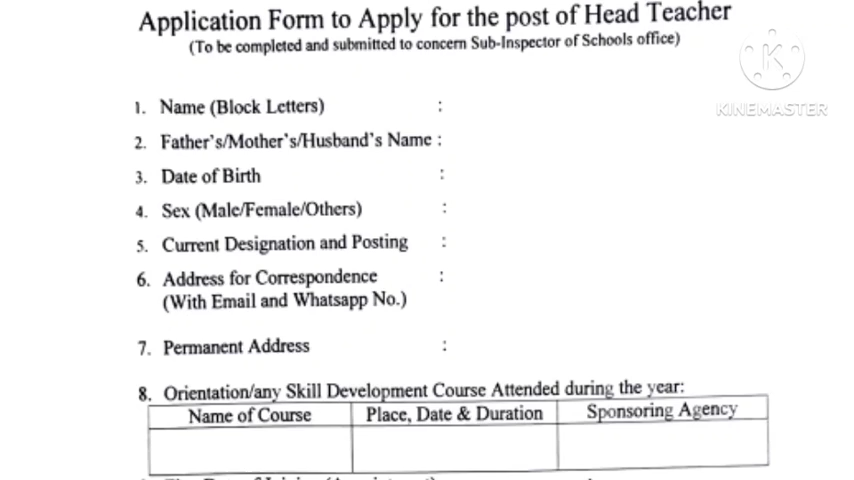 Application Form to Apply for the post of Head Teacher
(To be completed and submitted to concern Sub-Inspector of Schools office)
KINEMASTER
1. Name (Block Letters) :
2. Father's/Mother's/Husband's Name :
3. Date of Birth :
4. Sex (Male/Female/Others) :
5. Current Designation and Posting :
6. Address for Correspondence :
(With Email and Whatsapp No.)
7. Permanent Address :
8. Orientation/any Skill Development Course Attended during the year:
Name of Course Place, Date & Duration Sponsoring Agency